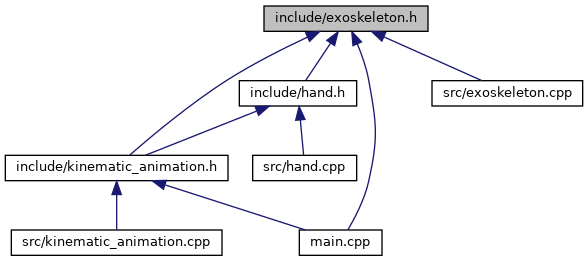 include/exoskeleton.h
include/hand.h
src/exoskeleton.cpp
include/kinematic_animation.h
src/hand.cpp
src/kinematic_animation.cpp
main.cpp